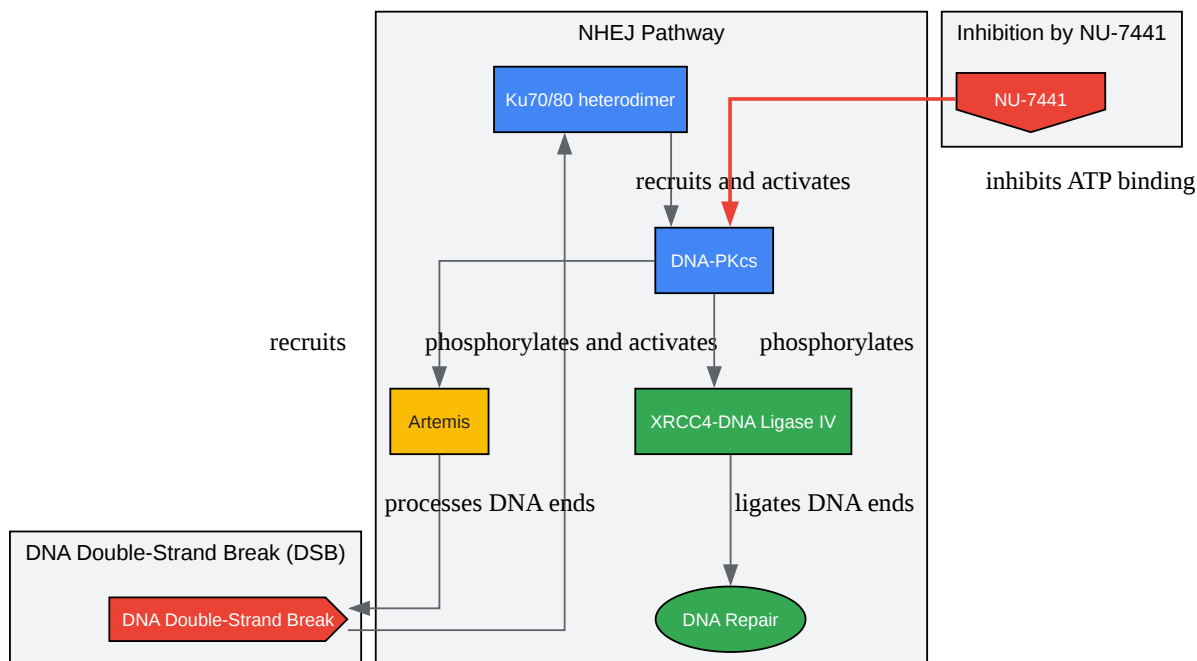 NHEJ Pathway
Inhibition by NU-7441
Ku70/80 heterodimer
NU-7441
recruits and activates
inhibits ATP binding
DNA-PKcs
recruits
phosphorylates and activates
phosphorylates
Artemis
XRCC4-DNA Ligase IV
processes DNA ends
ligates DNA ends
DNA Double-Strand Break (DSB)
DNA Double-Strand Break
DNA Repair